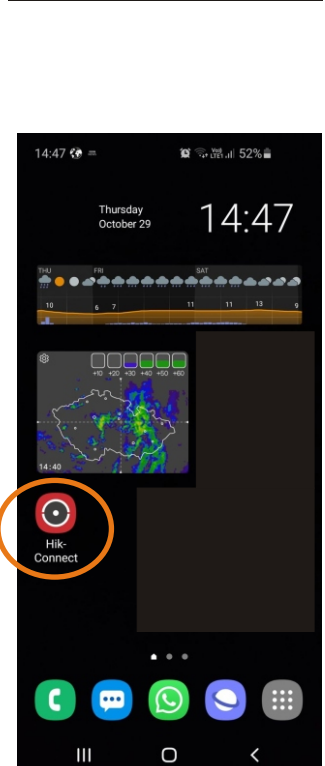 14:47 52%
Thursday
October 29
14:47
THU FRI SAT
10 6 7 11 11 13 9
+10 +20 +30 +40 +50 +60
14:40
Hik-
Connect